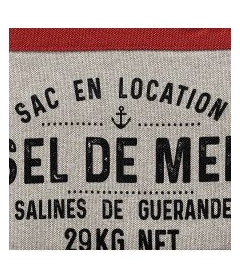 SAC EN LOCATION
SEL DE MER
SALINES DE GUERANDE
29KG NET